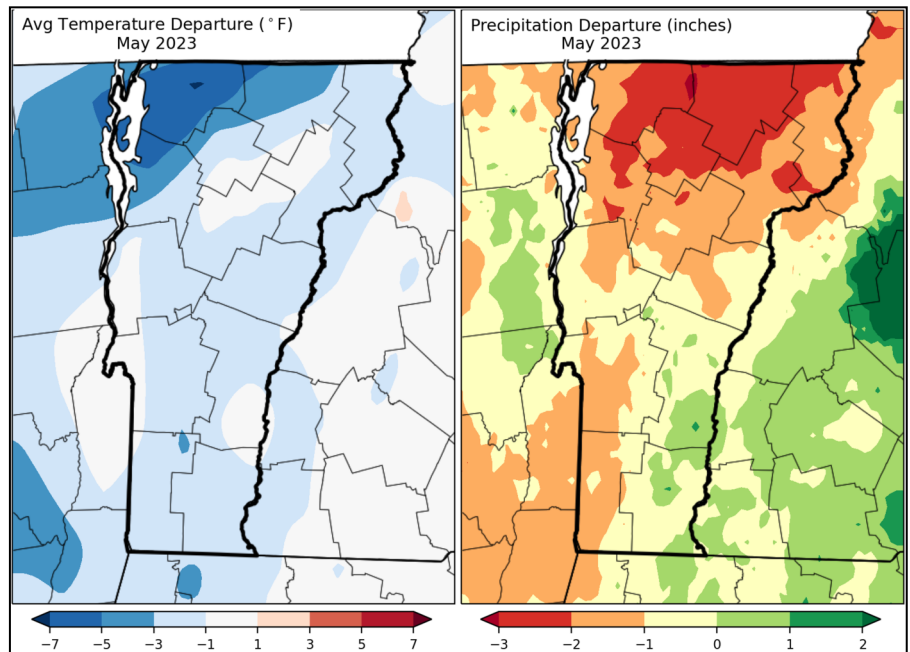 Avg Temperature Departure (°F)
May 2023
Precipitation Departure (inches)
May 2023
−7 −5 −3 −1 1 3 5 7
−3 −2 −1 0 1 2